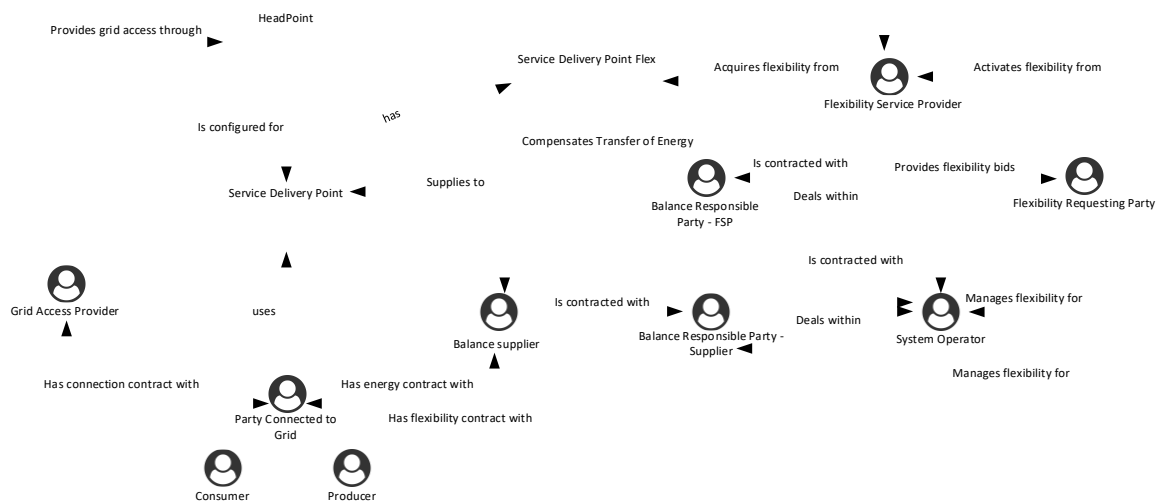 HeadPoint
Provides grid access through
Service Delivery Point Flex
Acquires flexibility from
Activates flexibility from
Flexibility Service Provider
has
Is configured for
Compensates Transfer of Energy
Is contracted with
Provides flexibility bids
Supplies to
Service Delivery Point
Deals within
Balance Responsible
Party - FSP
Flexibility Requesting Party
Is contracted with
Is contracted with
Manages flexibility for
Grid Access Provider
uses
Deals within
Balance supplier
Balance Responsible Party -
Supplier
System Operator
Manages flexibility for
Has connection contract with
Has energy contract with
Party Connected to
Grid
Has flexibility contract with
Consumer
Producer